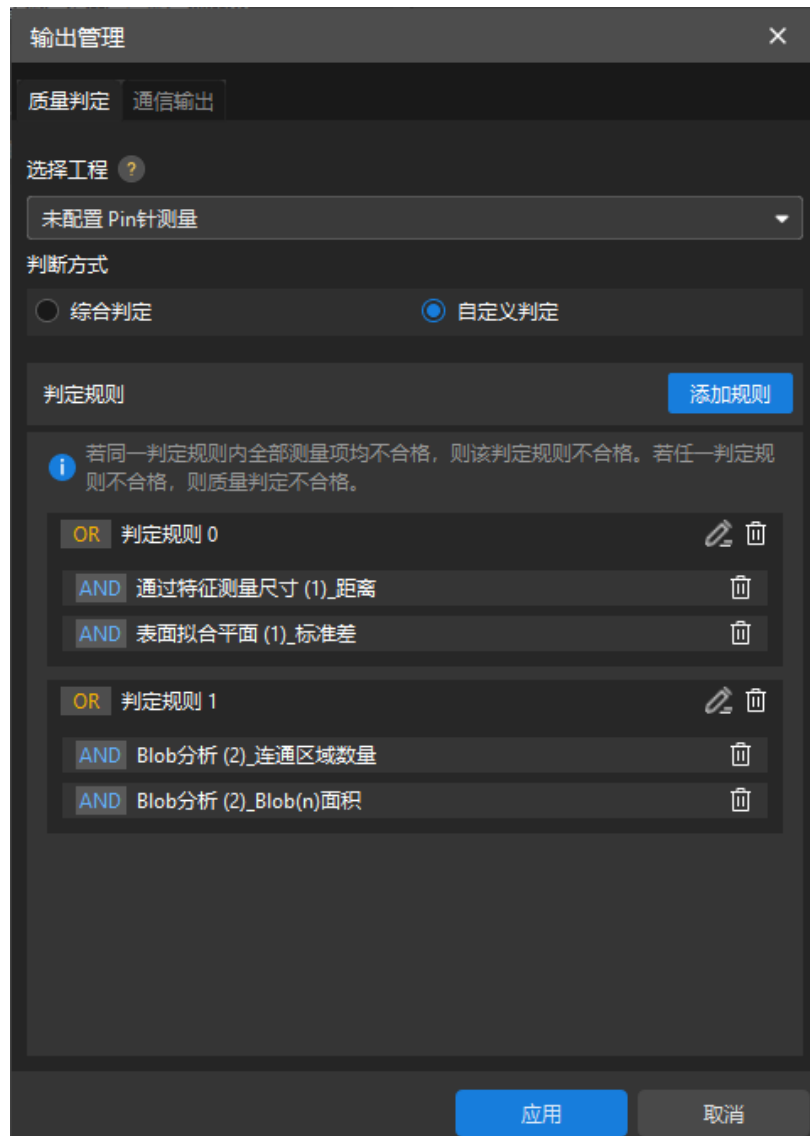 输出管理
质量判定 通信输出
选择工程 ?
未配置 Pin针测量
判断方式
综合判定 自定义判定
判定规则 添加规则
若同一判定规则内全部测量项均不合格，则该判定规则不合格。若任一判定规
则不合格，则质量判定不合格。
OR 判定规则 0
AND 通过特征测量尺寸 (1)_距离
AND 表面拟合平面 (1)_标准差
OR 判定规则 1
AND Blob分析 (2)_连通区域数量
AND Blob分析 (2)_Blob(n)面积
应用 取消